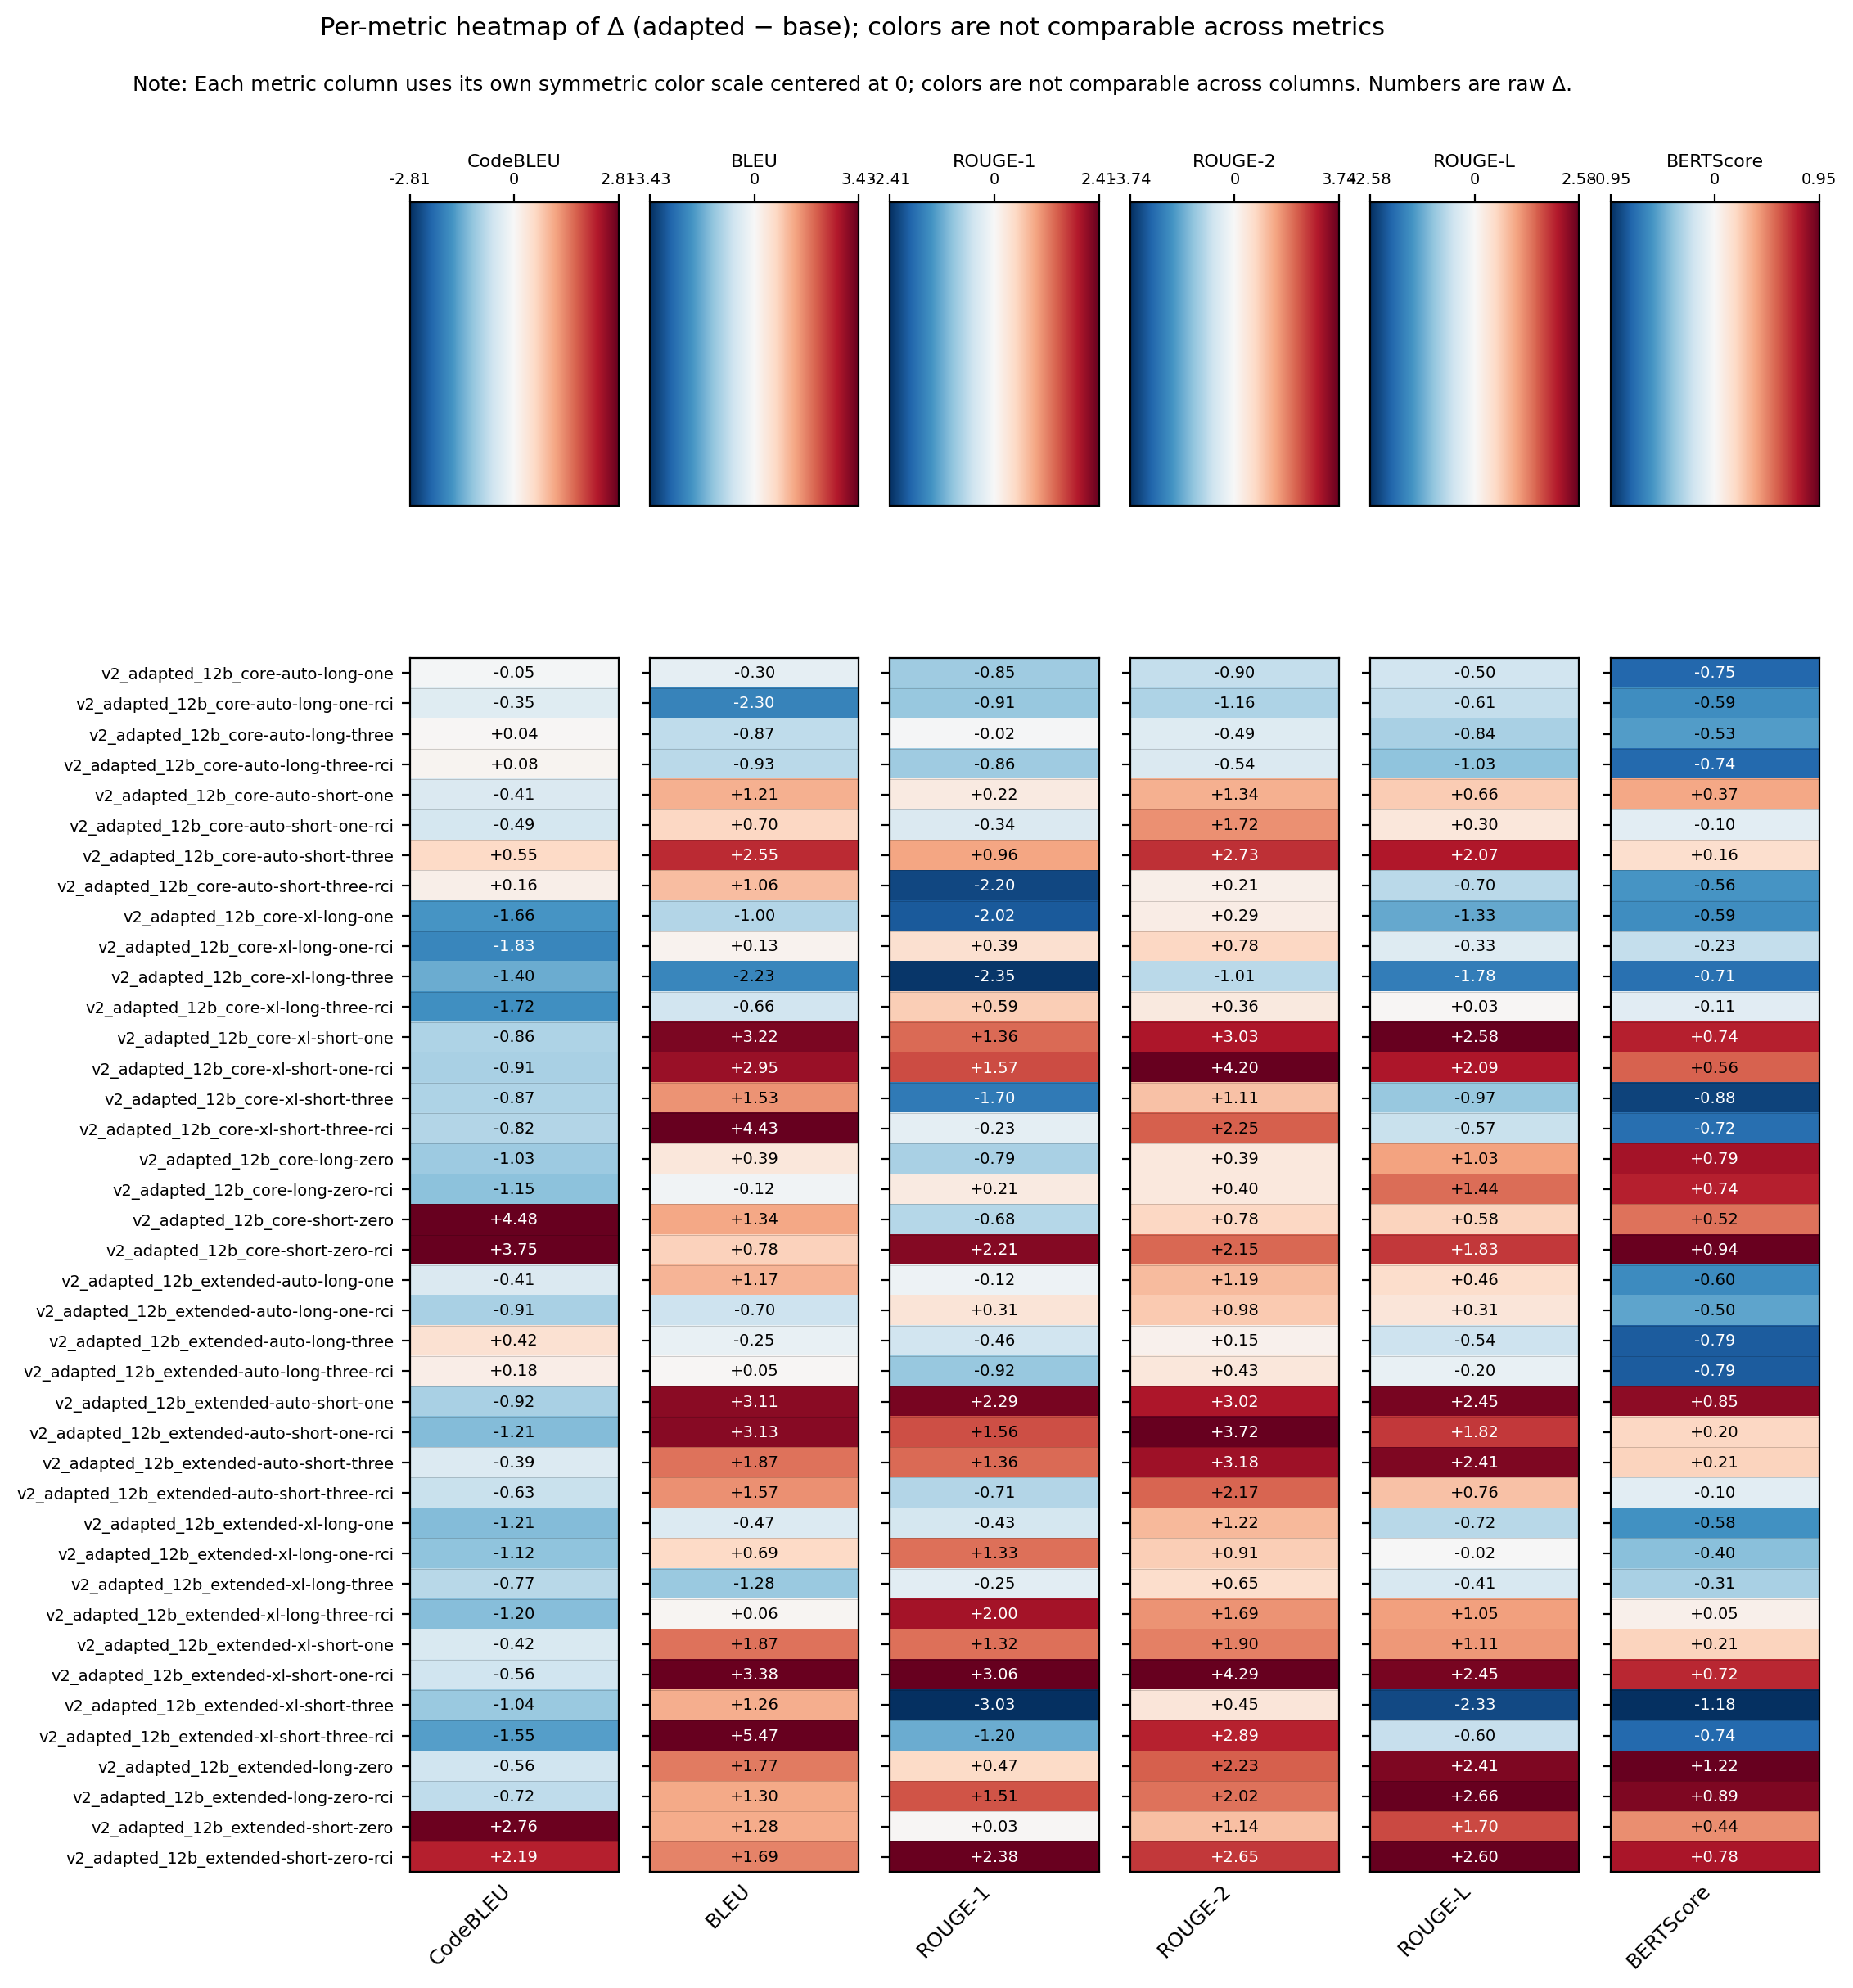 Per-metric heatmap of Δ (adapted − base); colors are not comparable across metrics
Note: Each metric column uses its own symmetric color scale centered at 0; colors are not comparable across columns. Numbers are raw Δ.
CodeBLEU BLEU ROUGE-1 ROUGE-2 ROUGE-L BERTScore
-2.81 0 2.81 -3.43 0 3.43 -2.41 0 2.41 -3.74 0 3.74 -2.58 0 2.58 -0.95 0 0.95
v2_adapted_12b_core-auto-long-one -0.05 -0.30 -0.85 -0.90 -0.50 -0.75
v2_adapted_12b_core-auto-long-one-rci -0.35 -2.30 -0.91 -1.16 -0.61 -0.59
v2_adapted_12b_core-auto-long-three +0.04 -0.87 -0.02 -0.49 -0.84 -0.53
v2_adapted_12b_core-auto-long-three-rci +0.08 -0.93 -0.86 -0.54 -1.03 -0.74
v2_adapted_12b_core-auto-short-one -0.41 +1.21 +0.22 +1.34 +0.66 +0.37
v2_adapted_12b_core-auto-short-one-rci -0.49 +0.70 -0.34 +1.72 +0.30 -0.10
v2_adapted_12b_core-auto-short-three +0.55 +2.55 +0.96 +2.73 +2.07 +0.16
v2_adapted_12b_core-auto-short-three-rci +0.16 +1.06 -2.20 +0.21 -0.70 -0.56
v2_adapted_12b_core-xl-long-one -1.66 -1.00 -2.02 +0.29 -1.33 -0.59
v2_adapted_12b_core-xl-long-one-rci -1.83 +0.13 +0.39 +0.78 -0.33 -0.23
v2_adapted_12b_core-xl-long-three -1.40 -2.23 -2.35 -1.01 -1.78 -0.71
v2_adapted_12b_core-xl-long-three-rci -1.72 -0.66 +0.59 +0.36 +0.03 -0.11
v2_adapted_12b_core-xl-short-one -0.86 +3.22 +1.36 +3.03 +2.58 +0.74
v2_adapted_12b_core-xl-short-one-rci -0.91 +2.95 +1.57 +4.20 +2.09 +0.56
v2_adapted_12b_core-xl-short-three -0.87 +1.53 -1.70 +1.11 -0.97 -0.88
v2_adapted_12b_core-xl-short-three-rci -0.82 +4.43 -0.23 +2.25 -0.57 -0.72
v2_adapted_12b_core-long-zero -1.03 +0.39 -0.79 +0.39 +1.03 +0.79
v2_adapted_12b_core-long-zero-rci -1.15 -0.12 +0.21 +0.40 +1.44 +0.74
v2_adapted_12b_core-short-zero +4.48 +1.34 -0.68 +0.78 +0.58 +0.52
v2_adapted_12b_core-short-zero-rci +3.75 +0.78 +2.21 +2.15 +1.83 +0.94
v2_adapted_12b_extended-auto-long-one -0.41 +1.17 -0.12 +1.19 +0.46 -0.60
v2_adapted_12b_extended-auto-long-one-rci -0.91 -0.70 +0.31 +0.98 +0.31 -0.50
v2_adapted_12b_extended-auto-long-three +0.42 -0.25 -0.46 +0.15 -0.54 -0.79
v2_adapted_12b_extended-auto-long-three-rci +0.18 +0.05 -0.92 +0.43 -0.20 -0.79
v2_adapted_12b_extended-auto-short-one -0.92 +3.11 +2.29 +3.02 +2.45 +0.85
v2_adapted_12b_extended-auto-short-one-rci -1.21 +3.13 +1.56 +3.72 +1.82 +0.20
v2_adapted_12b_extended-auto-short-three -0.39 +1.87 +1.36 +3.18 +2.41 +0.21
v2_adapted_12b_extended-auto-short-three-rci -0.63 +1.57 -0.71 +2.17 +0.76 -0.10
v2_adapted_12b_extended-xl-long-one -1.21 -0.47 -0.43 +1.22 -0.72 -0.58
v2_adapted_12b_extended-xl-long-one-rci -1.12 +0.69 +1.33 +0.91 -0.02 -0.40
v2_adapted_12b_extended-xl-long-three -0.77 -1.28 -0.25 +0.65 -0.41 -0.31
v2_adapted_12b_extended-xl-long-three-rci -1.20 +0.06 +2.00 +1.69 +1.05 +0.05
v2_adapted_12b_extended-xl-short-one -0.42 +1.87 +1.32 +1.90 +1.11 +0.21
v2_adapted_12b_extended-xl-short-one-rci -0.56 +3.38 +3.06 +4.29 +2.45 +0.72
v2_adapted_12b_extended-xl-short-three -1.04 +1.26 -3.03 +0.45 -2.33 -1.18
v2_adapted_12b_extended-xl-short-three-rci -1.55 +5.47 -1.20 +2.89 -0.60 -0.74
v2_adapted_12b_extended-long-zero -0.56 +1.77 +0.47 +2.23 +2.41 +1.22
v2_adapted_12b_extended-long-zero-rci -0.72 +1.30 +1.51 +2.02 +2.66 +0.89
v2_adapted_12b_extended-short-zero +2.76 +1.28 +0.03 +1.14 +1.70 +0.44
v2_adapted_12b_extended-short-zero-rci +2.19 +1.69 +2.38 +2.65 +2.60 +0.78
CodeBLEU BLEU ROUGE-1 ROUGE-2 ROUGE-L BERTScore